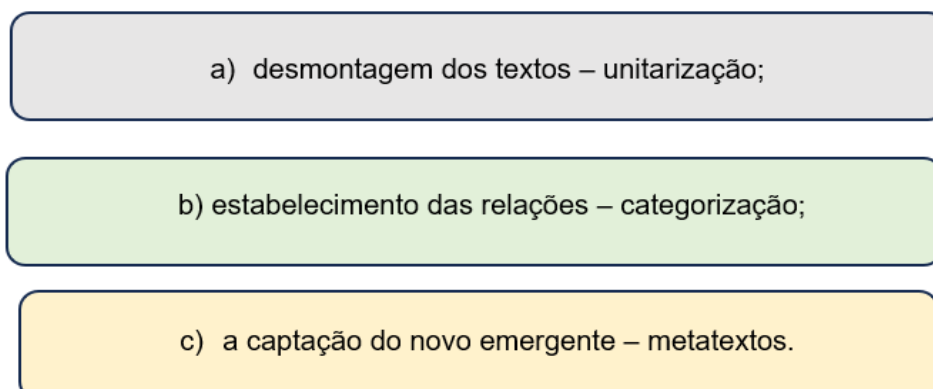 a) desmontagem dos textos – unitarização;
b) estabelecimento das relações – categorização;
c) a captação do novo emergente – metatextos.